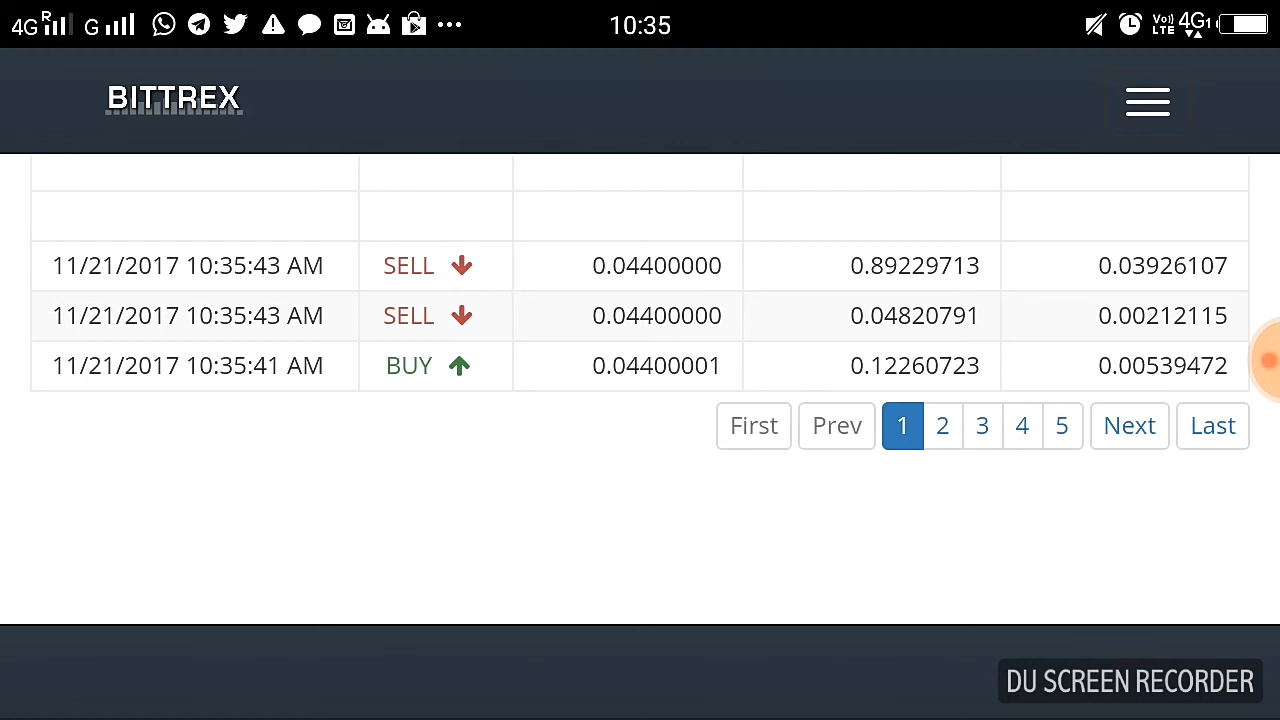 4G R G 10:35 Vo) LTE 4G1
BITTREX
11/21/2017 10:35:43 AM SELL 0.04400000 0.89229713 0.03926107
11/21/2017 10:35:43 AM SELL 0.04400000 0.04820791 0.00212115
11/21/2017 10:35:41 AM BUY 0.04400001 0.12260723 0.00539472
First Prev 1 2 3 4 5 Next Last
DU SCREEN RECORDER